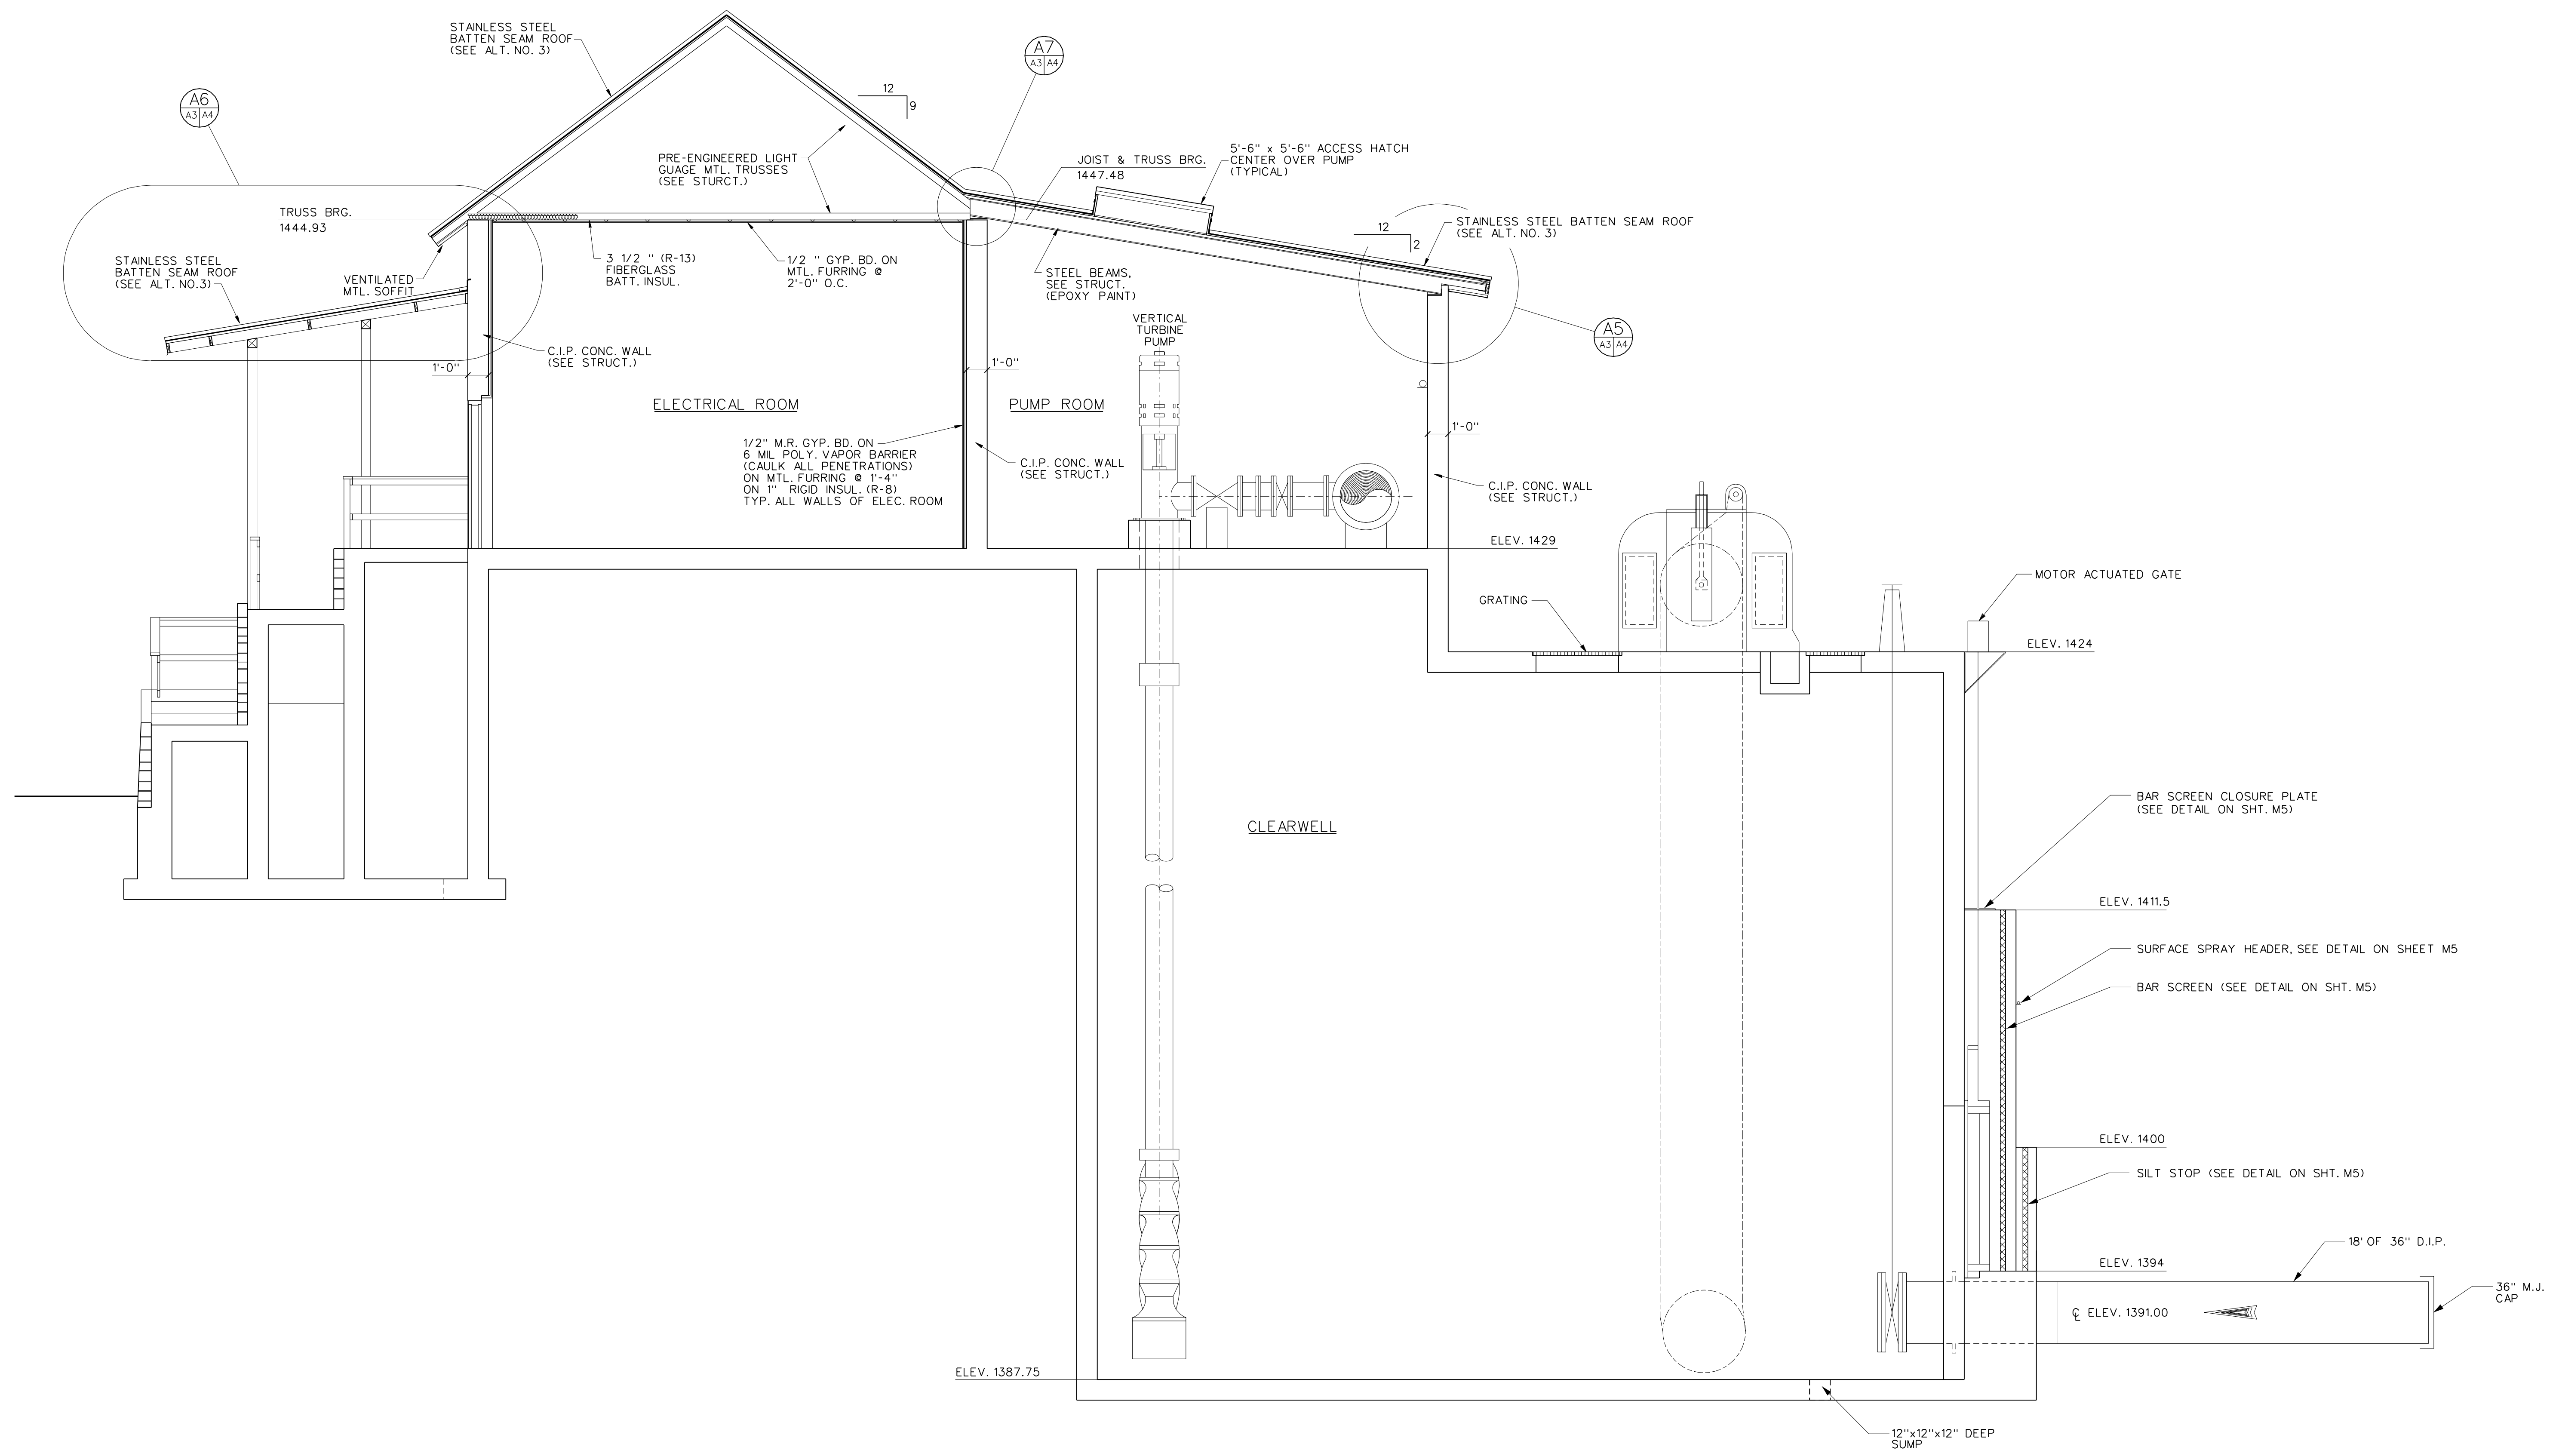 STAINLESS STEEL
BATTEN SEAM ROOF
(SEE ALT. NO. 3)
A7
A3 A4
A6
A3 A4
12
9
PRE-ENGINEERED LIGHT
GUAGE MTL. TRUSSES
(SEE STURCT.)
JOIST & TRUSS BRG.
1447.48
5'-6" x 5'-6" ACCESS HATCH
CENTER OVER PUMP
(TYPICAL)
TRUSS BRG.
1444.93
12
2
STAINLESS STEEL BATTEN SEAM ROOF
(SEE ALT. NO. 3)
STAINLESS STEEL
BATTEN SEAM ROOF
(SEE ALT. NO.3)
VENTILATED
MTL. SOFFIT
3 1/2 " (R-13)
FIBERGLASS
BATT. INSUL.
1/2 " GYP. BD. ON
MTL. FURRING @
2'-0" O.C.
STEEL BEAMS,
SEE STRUCT.
(EPOXY PAINT)
VERTICAL
TURBINE
PUMP
A5
A3 A4
C.I.P. CONC. WALL
(SEE STRUCT.)
1'-0"
1'-0"
ELECTRICAL ROOM
PUMP ROOM
1'-0"
1/2" M.R. GYP. BD. ON
6 MIL POLY. VAPOR BARRIER
(CAULK ALL PENETRATIONS)
ON MTL. FURRING @ 1'-4"
ON 1" RIGID INSUL. (R-8)
TYP. ALL WALLS OF ELEC. ROOM
C.I.P. CONC. WALL
(SEE STRUCT.)
C.I.P. CONC. WALL
(SEE STRUCT.)
ELEV. 1429
MOTOR ACTUATED GATE
GRATING
ELEV. 1424
BAR SCREEN CLOSURE PLATE
(SEE DETAIL ON SHT. M5)
CLEARWELL
ELEV. 1411.5
SURFACE SPRAY HEADER, SEE DETAIL ON SHEET M5
BAR SCREEN (SEE DETAIL ON SHT. M5)
ELEV. 1400
SILT STOP (SEE DETAIL ON SHT. M5)
18' OF 36" D.I.P.
ELEV. 1394
36" M.J.
CAP
℄ ELEV. 1391.00
ELEV. 1387.75
12"x12"x12" DEEP
SUMP